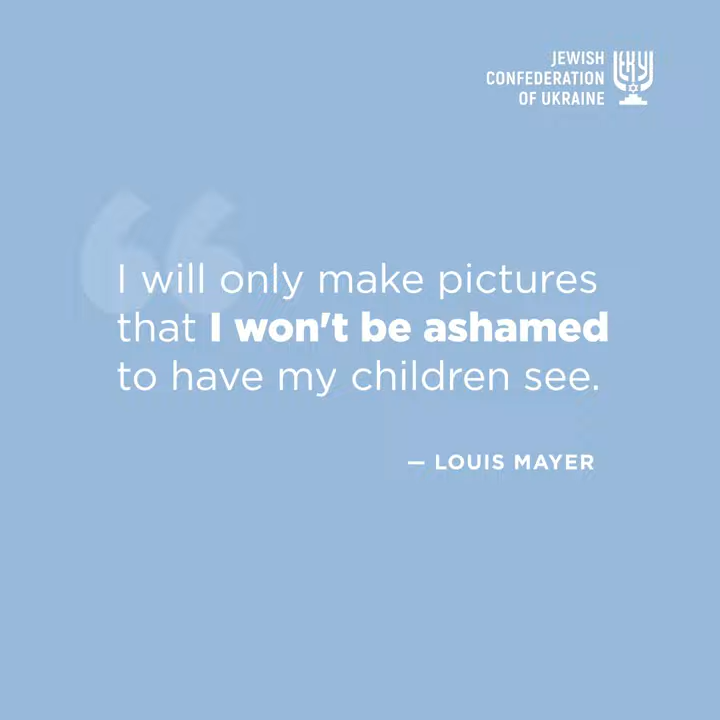 JEWISH
CONFEDERATION
OF UKRAINE
“
I will only make pictures
that I won't be ashamed
to have my children see.
— LOUIS MAYER